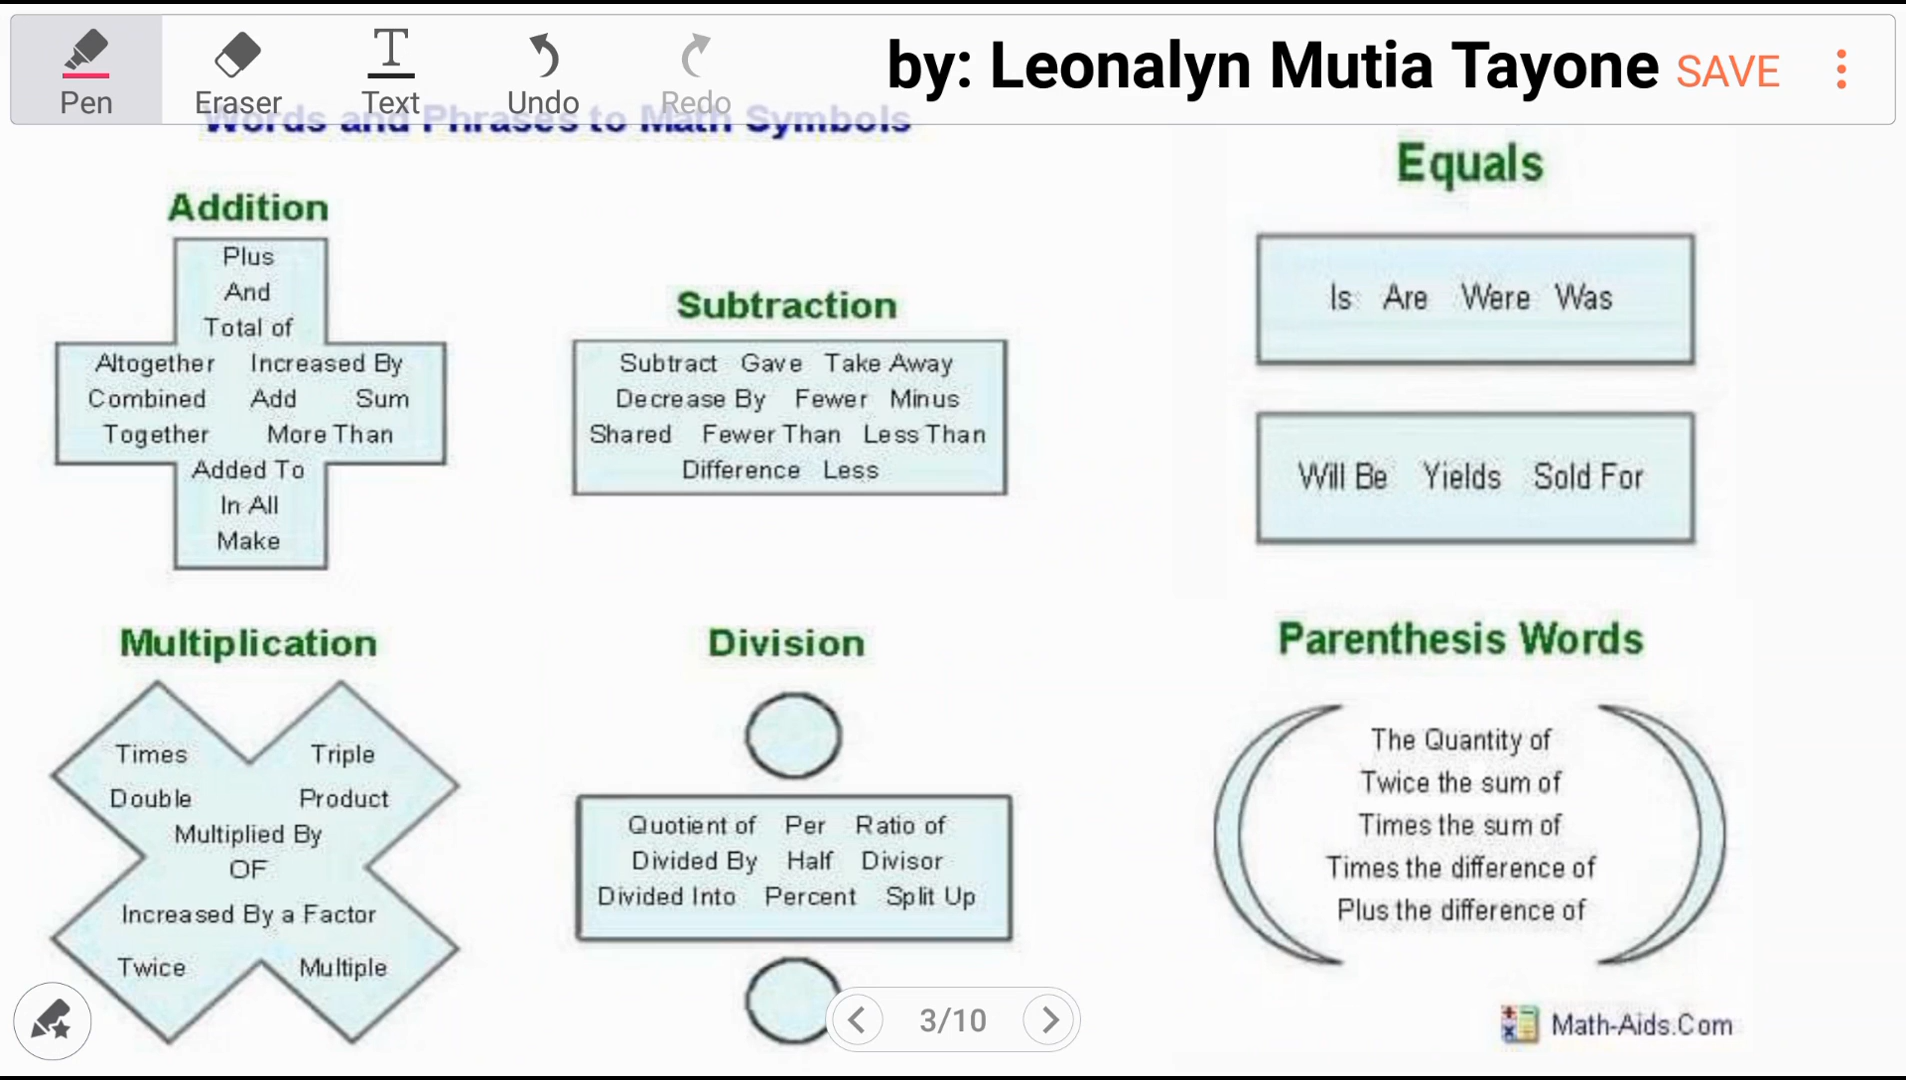 Pen
Eraser
Text
Undo
Redo
by: Leonalyn Mutia Tayone
SAVE
Words and Phrases to Math Symbols
Addition
Plus
And
Total of
Altogether Increased By
Combined Add Sum
Together More Than
Added To
In All
Make
Subtraction
Subtract Gave Take Away
Decrease By Fewer Minus
Shared Fewer Than Less Than
Difference Less
Equals
Is Are Were Was
Will Be Yields Sold For
Multiplication
Times Triple
Double Product
Multiplied By
OF
Increased By a Factor
Twice Multiple
Division
Quotient of Per Ratio of
Divided By Half Divisor
Divided Into Percent Split Up
Parenthesis Words
The Quantity of
Twice the sum of
Times the sum of
Times the difference of
Plus the difference of
3/10
Math-Aids.Com